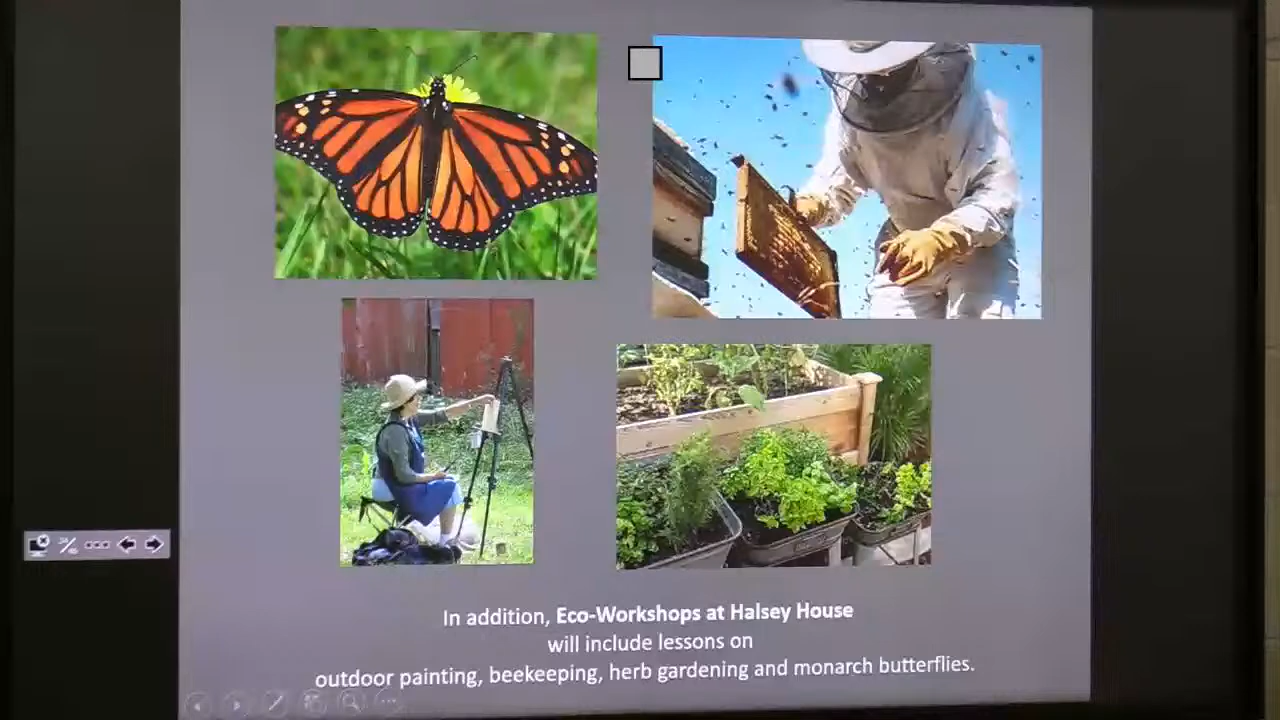 In addition, Eco-Workshops at Halsey House
will include lessons on
outdoor painting, beekeeping, herb gardening and monarch butterflies.